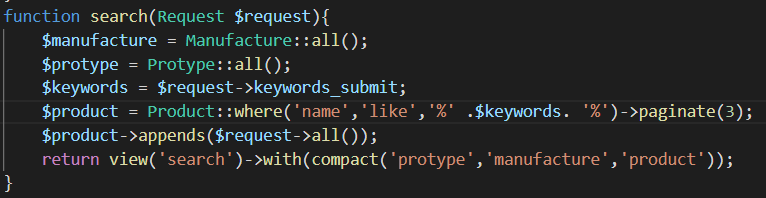 function search(Request $request){
$manufacture = Manufacture::all();
$protype = Protype::all();
$keywords = $request->keywords_submit;
$product = Product::where('name','like','%' .$keywords. '%')->paginate(3);
$product->appends($request->all());
return view('search')->with(compact('protype','manufacture','product'));
}